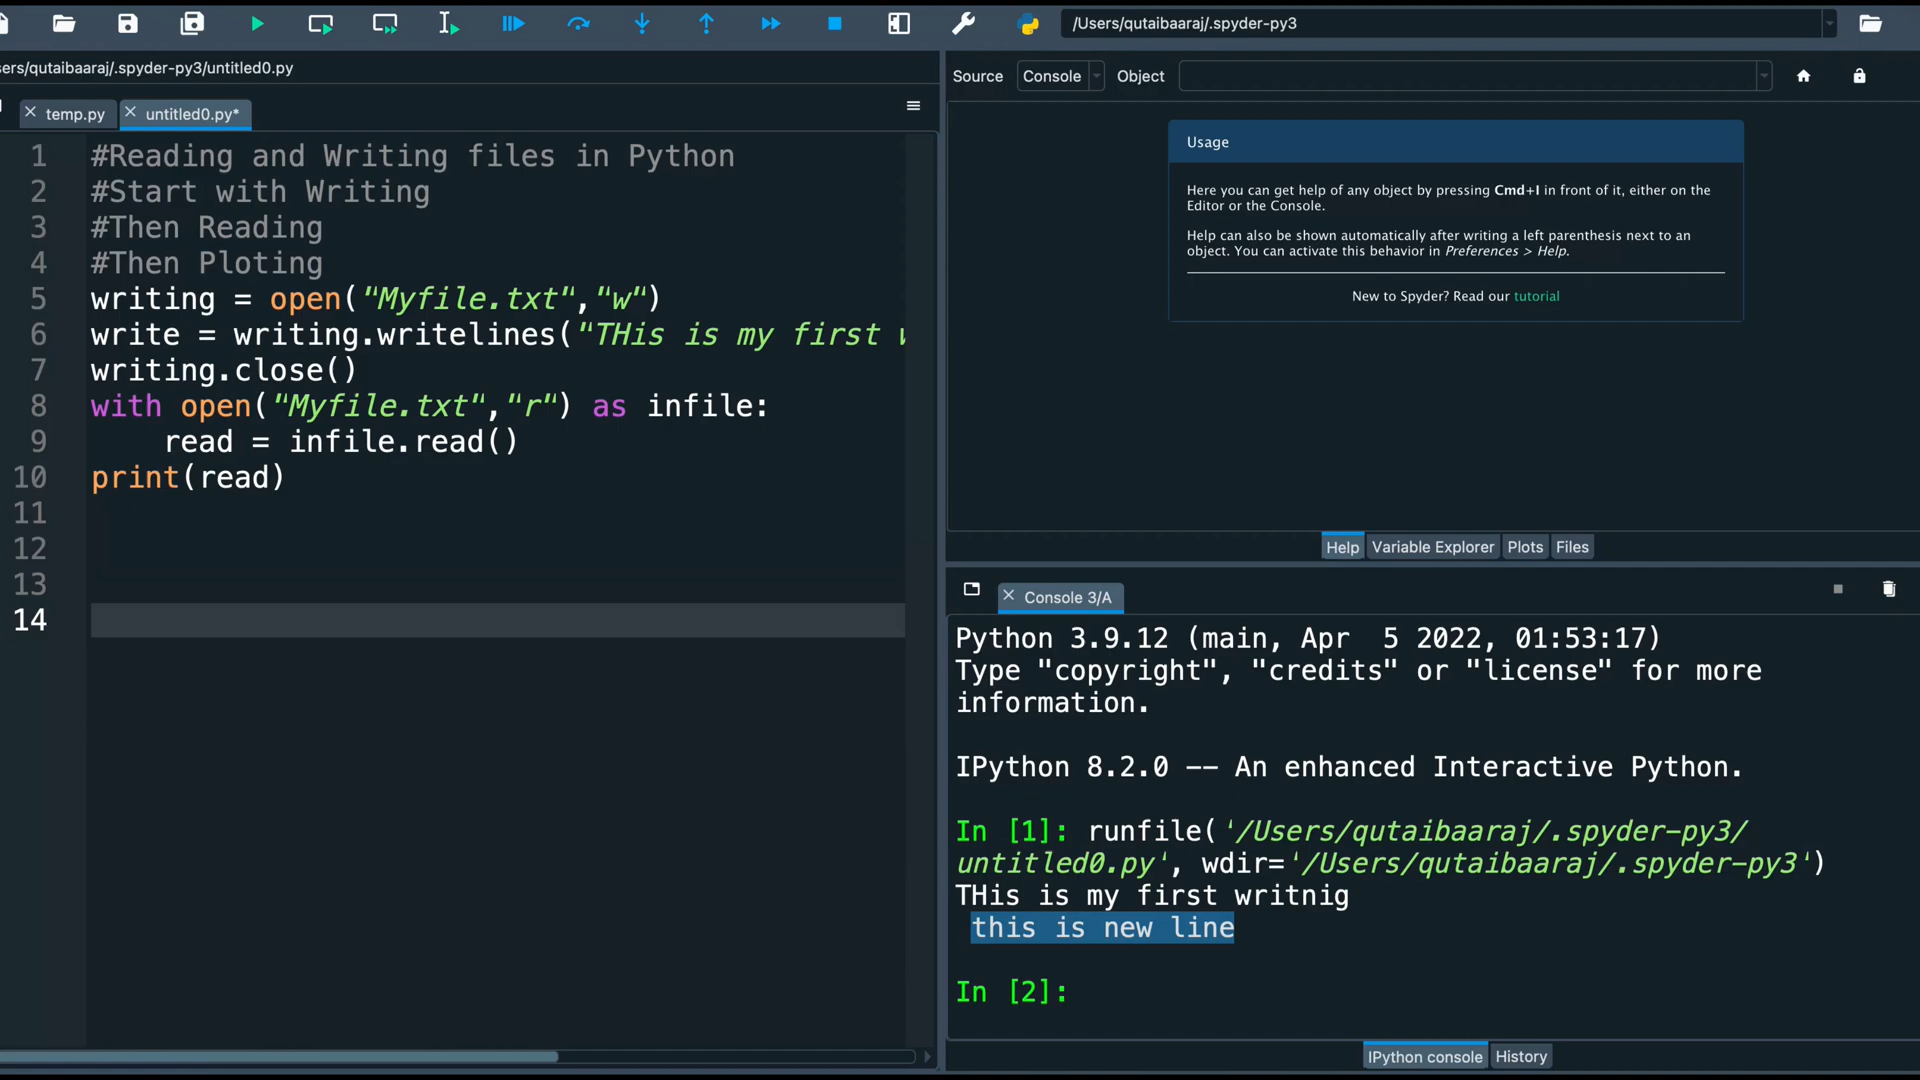 /Users/qutaibaaraj/.spyder-py3
ers/qutaibaaraj/.spyder-py3/untitled0.py
temp.py
untitled0.py*
1 #Reading and Writing files in Python
2 #Start with Writing
3 #Then Reading
4 #Then Ploting
5 writing = open("Myfile.txt","w")
6 write = writing.writelines("THis is my first
7 writing.close()
8 with open("Myfile.txt","r") as infile:
9 read = infile.read()
10 print(read)
11
12
13
14
Source Console Object
Usage
Here you can get help of any object by pressing Cmd+I in front of it, either on the
Editor or the Console.
Help can also be shown automatically after writing a left parenthesis next to an
object. You can activate this behavior in Preferences > Help.
New to Spyder? Read our tutorial
Help Variable Explorer Plots Files
Console 3/A
Python 3.9.12 (main, Apr  5 2022, 01:53:17)
Type "copyright", "credits" or "license" for more
information.
IPython 8.2.0 -- An enhanced Interactive Python.
In [1]: runfile('/Users/qutaibaaraj/.spyder-py3/
untitled0.py', wdir='/Users/qutaibaaraj/.spyder-py3')
THis is my first writnig
this is new line
In [2]:
IPython console History